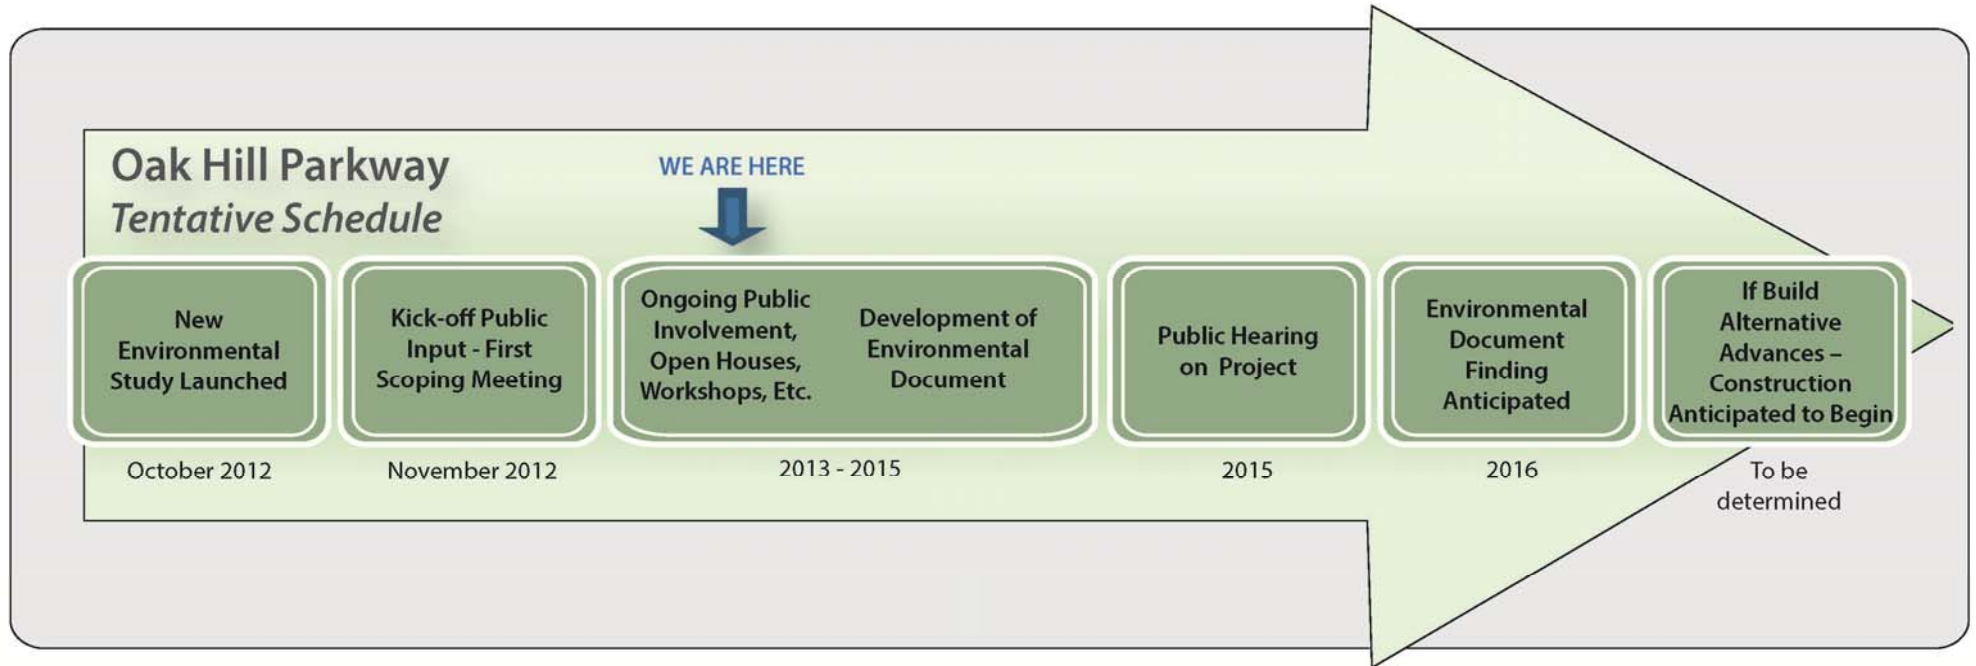 Oak Hill Parkway
Tentative Schedule
WE ARE HERE
New
Environmental
Study Launched
October 2012
Kick-off Public
Input - First
Scoping Meeting
November 2012
Ongoing Public
Involvement,
Open Houses,
Workshops, Etc.
Development of
Environmental
Document
2013 - 2015
Public Hearing
on Project
2015
Environmental
Document
Finding
Anticipated
2016
If Build
Alternative
Advances –
Construction
Anticipated to Begin
To be
determined